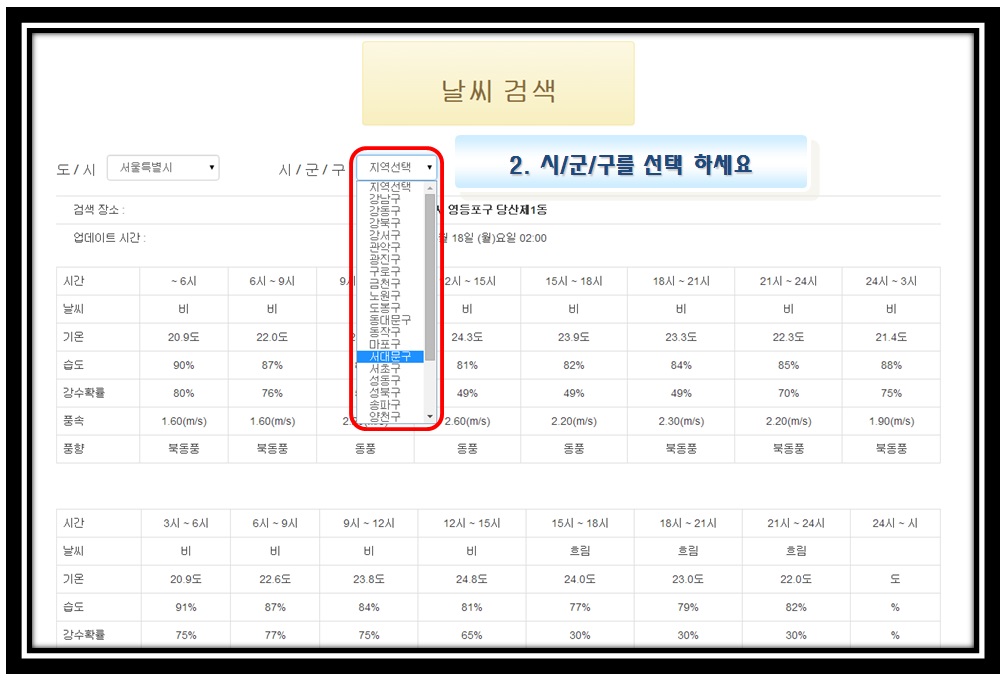 날씨 검색
도 / 시 서울특별시 시 / 군 / 구 지역선택 2. 시/군/구를 선택 하세요
지역선택
강남구
강동구
강북구
강서구
관악구
광진구
구로구
금천구
노원구
도봉구
동대문구
동작구
마포구
서대문구
서초구
성동구
성북구
송파구
양천구
검색 장소 : 영등포구 당산제1동
업데이트 시간 : 18일 (월)요일 02:00
시간 ~ 6시 6시 ~ 9시 2시 ~ 15시 15시 ~ 18시 18시 ~ 21시 21시 ~ 24시 24시 ~ 3시
날씨 비 비 비 비 비 비 비
기온 20.9도 22.0도 24.3도 23.9도 23.3도 22.3도 21.4도
습도 90% 87% 81% 82% 84% 85% 88%
강수확률 80% 76% 49% 49% 49% 70% 75%
풍속 1.60(m/s) 1.60(m/s) 2.60(m/s) 2.20(m/s) 2.30(m/s) 2.20(m/s) 1.90(m/s)
풍향 북동풍 북동풍 동풍 동풍 동풍 북동풍 북동풍 북동풍
시간 3시 ~ 6시 6시 ~ 9시 9시 ~ 12시 12시 ~ 15시 15시 ~ 18시 18시 ~ 21시 21시 ~ 24시 24시 ~ 시
날씨 비 비 비 비 흐림 흐림 흐림
기온 20.9도 22.6도 23.8도 24.8도 24.0도 23.0도 22.0도 도
습도 91% 87% 84% 81% 77% 79% 82% %
강수확률 75% 77% 75% 65% 30% 30% 30% %